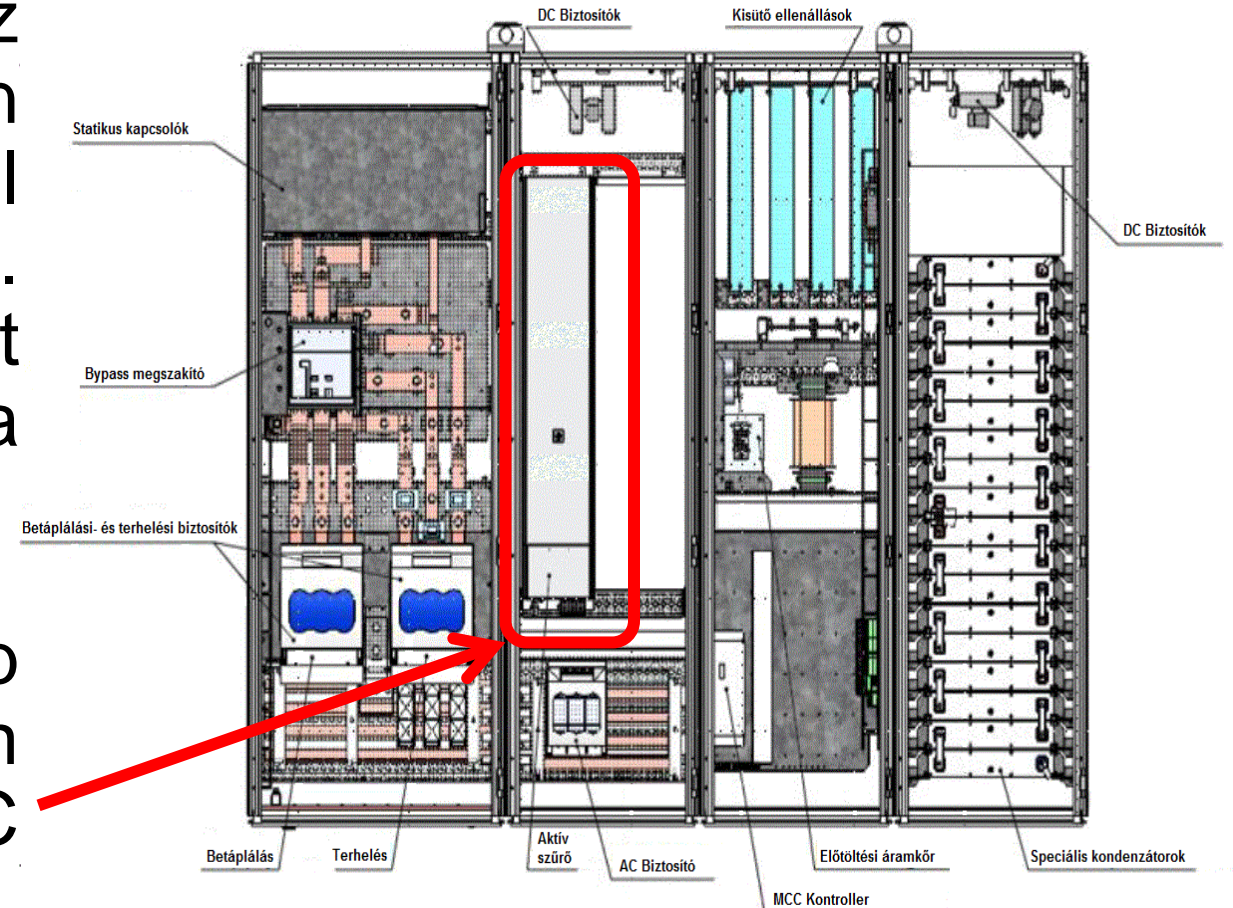 z
n
l
.
t
a
o
n
C
DC Biztosítók
Kisütő ellenállások
Statikus kapcsolók
DC Biztosítók
Bypass megszakító
Betáplálási- és terhelési biztosítók
Betáplálás
Terhelés
Aktív
szűrő
AC Biztosító
Előtöltési áramkör
Speciális kondenzátorok
MCC Kontroller